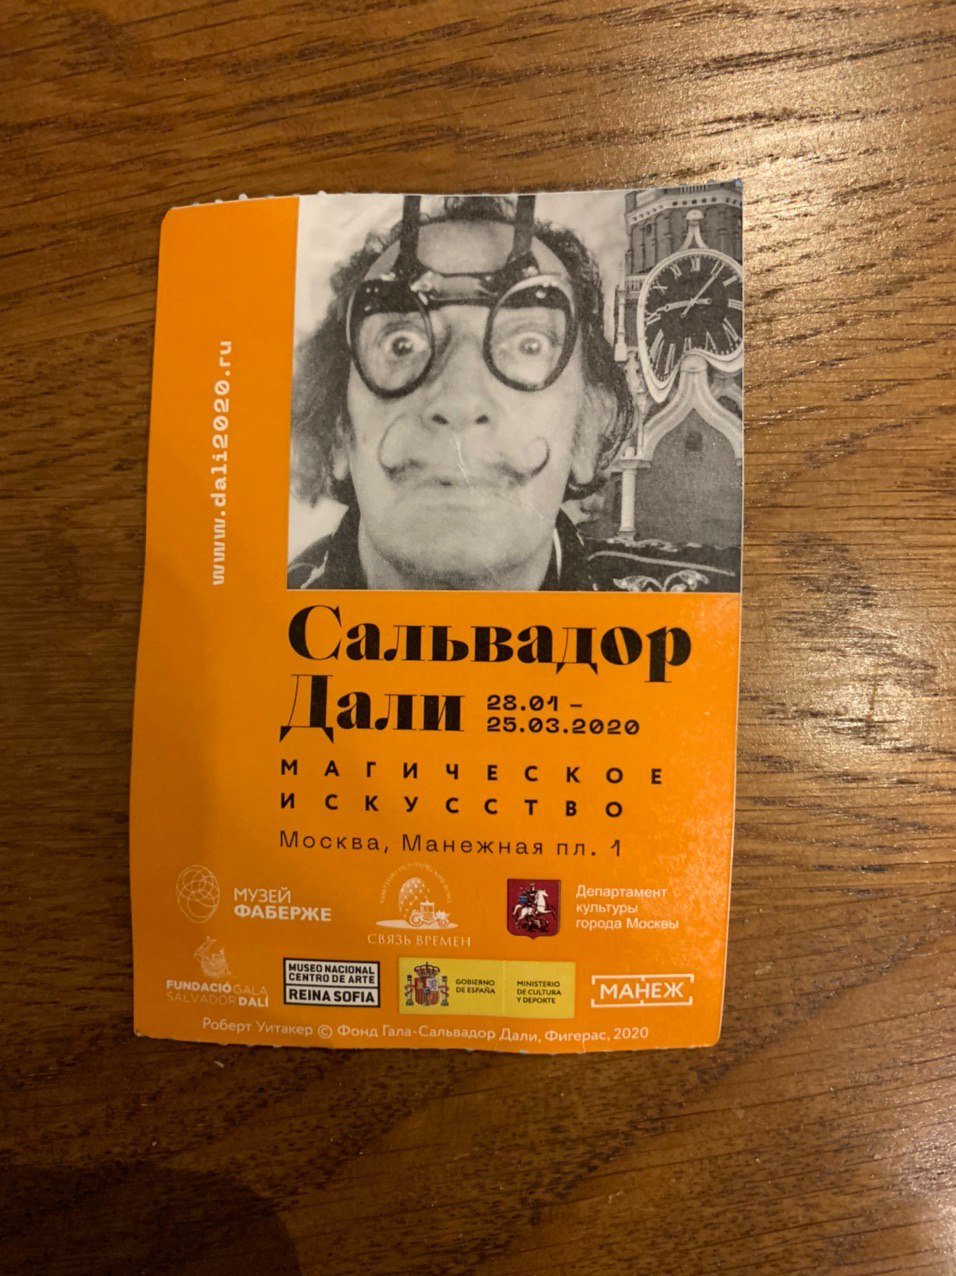 www.dali2020.ru
Сальвадор
Дали
28.01 –
25.03.2020
МАГИЧЕСКОЕ
ИСКУССТВО
Москва, Манежная пл. 1
МУЗЕЙ
ФАБЕРЖЕ
СВЯЗЬ ВРЕМЕН
Департамент
культуры
города Москвы
FUNDACIÓ GALA
SALVADOR DALÍ
MUSEO NACIONAL
CENTRO DE ARTE
REINA SOFIA
GOBIERNO
DE ESPAÑA
MINISTERIO
DE CULTURA
Y DEPORTE
МАНЕЖ
Роберт Уитакер © Фонд Гала-Сальвадор Дали, Фигерас, 2020